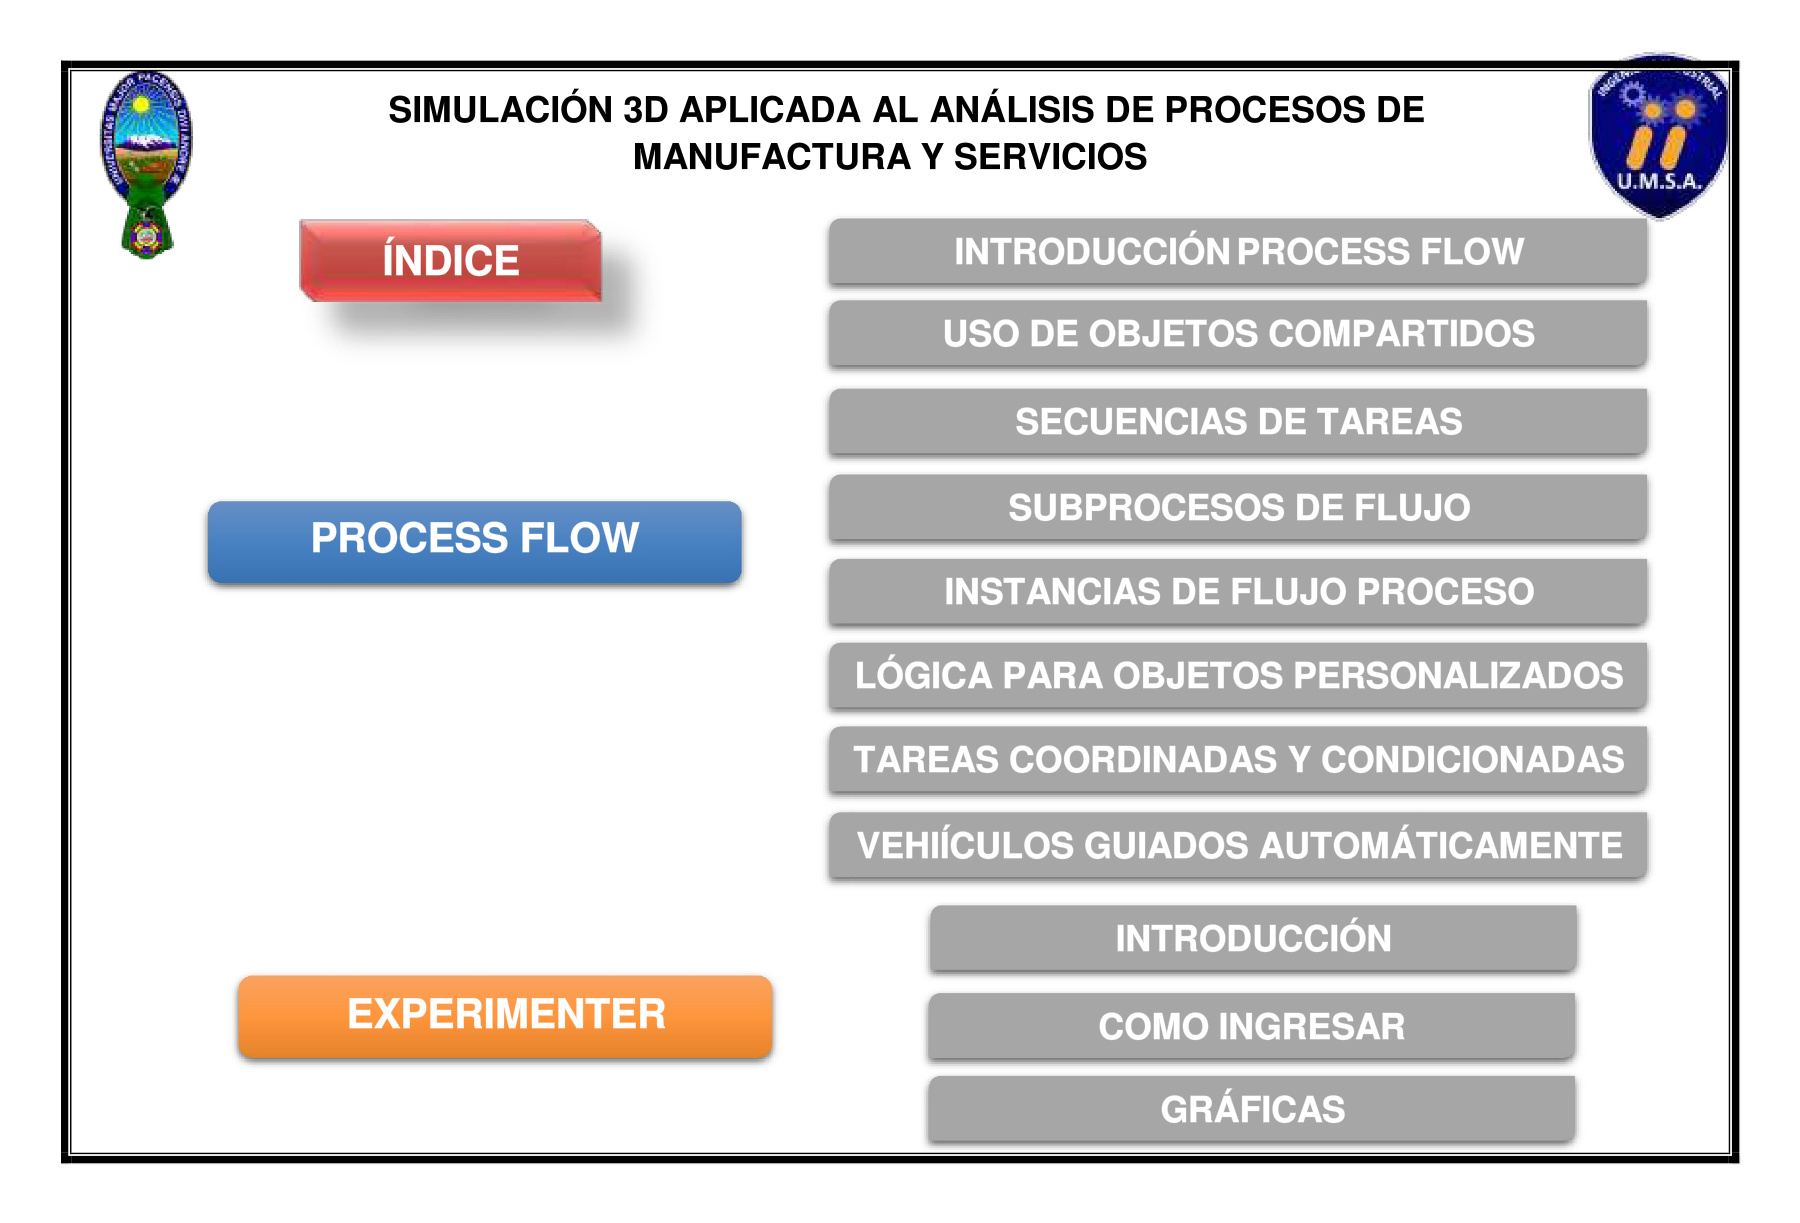 SIMULACIÓN 3D APLICADA AL ANÁLISIS DE PROCESOS DE
MANUFACTURA Y SERVICIOS
U.M.S.A.
ÍNDICE
INTRODUCCIÓN PROCESS FLOW
USO DE OBJETOS COMPARTIDOS
SECUENCIAS DE TAREAS
PROCESS FLOW
SUBPROCESOS DE FLUJO
INSTANCIAS DE FLUJO PROCESO
LÓGICA PARA OBJETOS PERSONALIZADOS
TAREAS COORDINADAS Y CONDICIONADAS
VEHIÍCULOS GUIADOS AUTOMÁTICAMENTE
EXPERIMENTER
INTRODUCCIÓN
COMO INGRESAR
GRÁFICAS